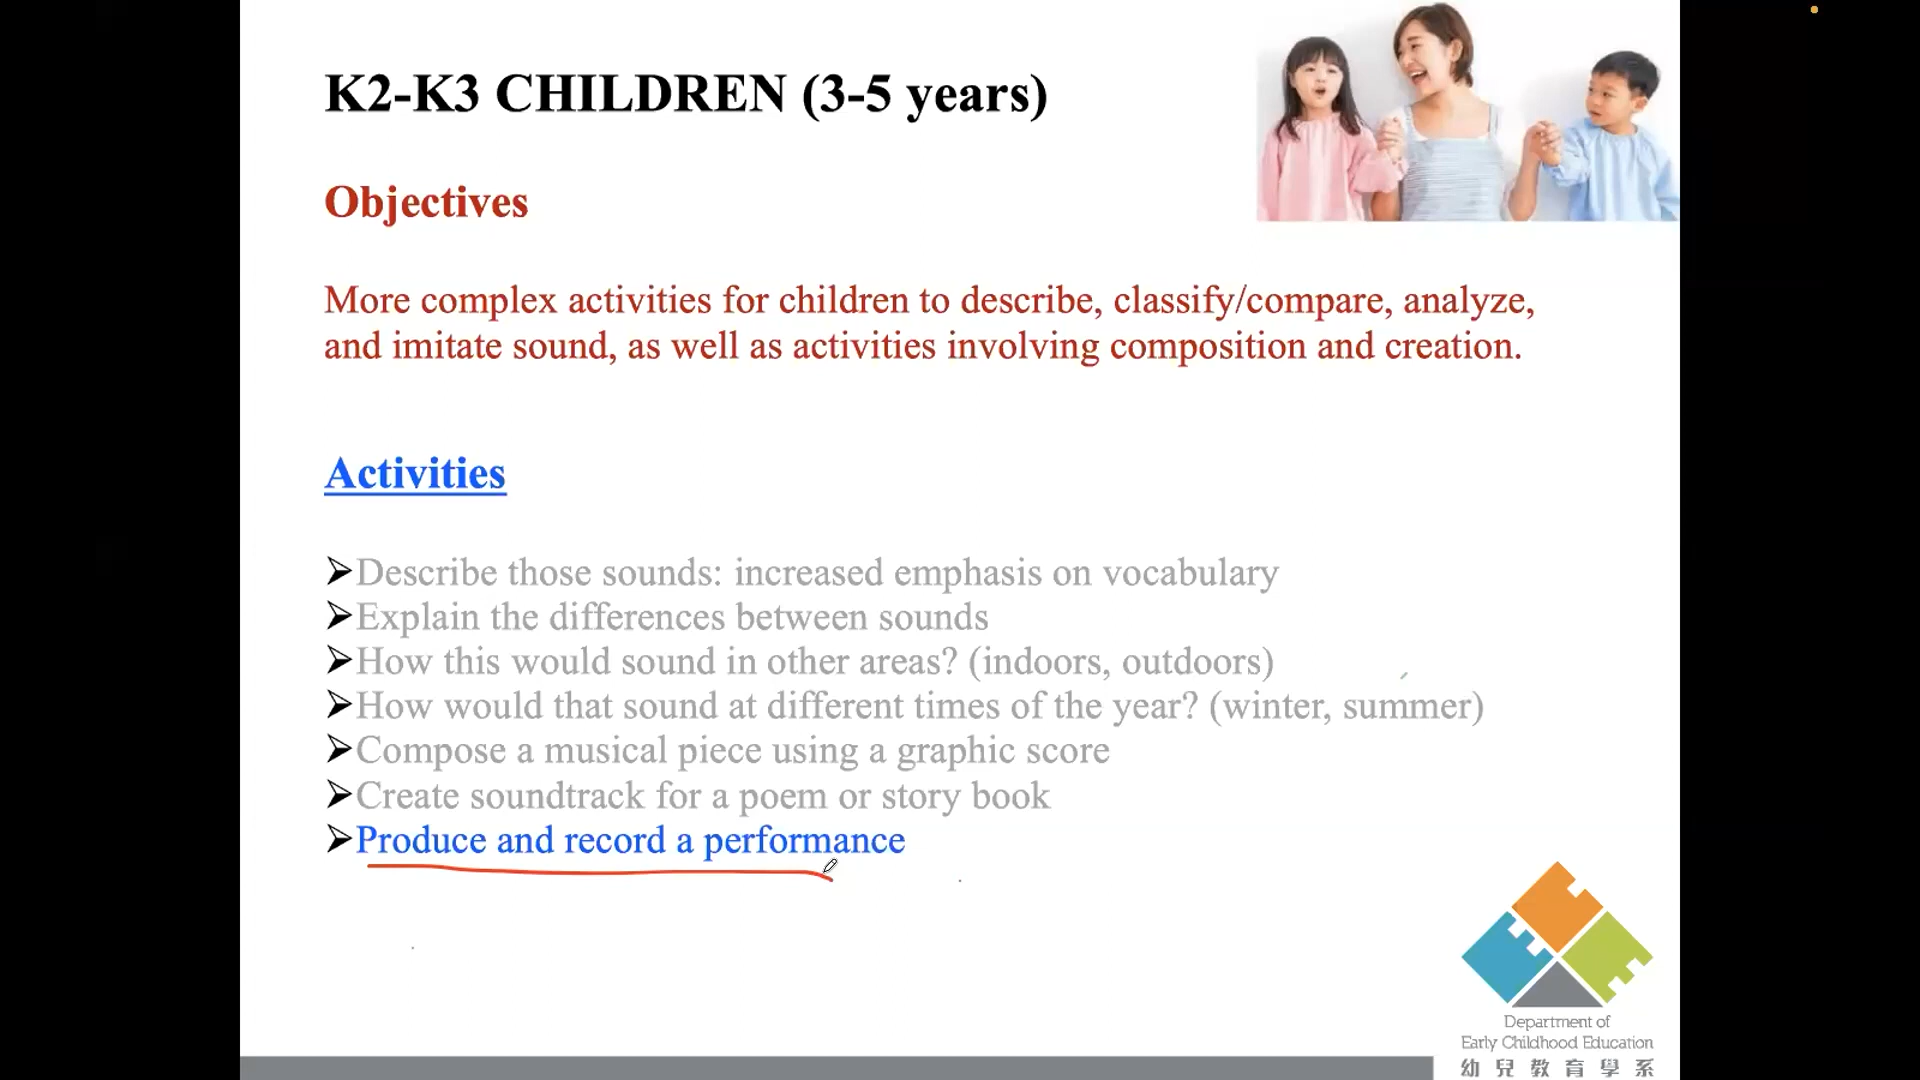 K2-K3 CHILDREN (3-5 years)
Objectives
More complex activities for children to describe, classify/compare, analyze,
and imitate sound, as well as activities involving composition and creation.
Activities
➢Describe those sounds: increased emphasis on vocabulary
➢Explain the differences between sounds
➢How this would sound in other areas? (indoors, outdoors)
➢How would that sound at different times of the year? (winter, summer)
➢Compose a musical piece using a graphic score
➢Create soundtrack for a poem or story book
➢Produce and record a performance
Department of
Early Childhood Education
幼兒教育學系